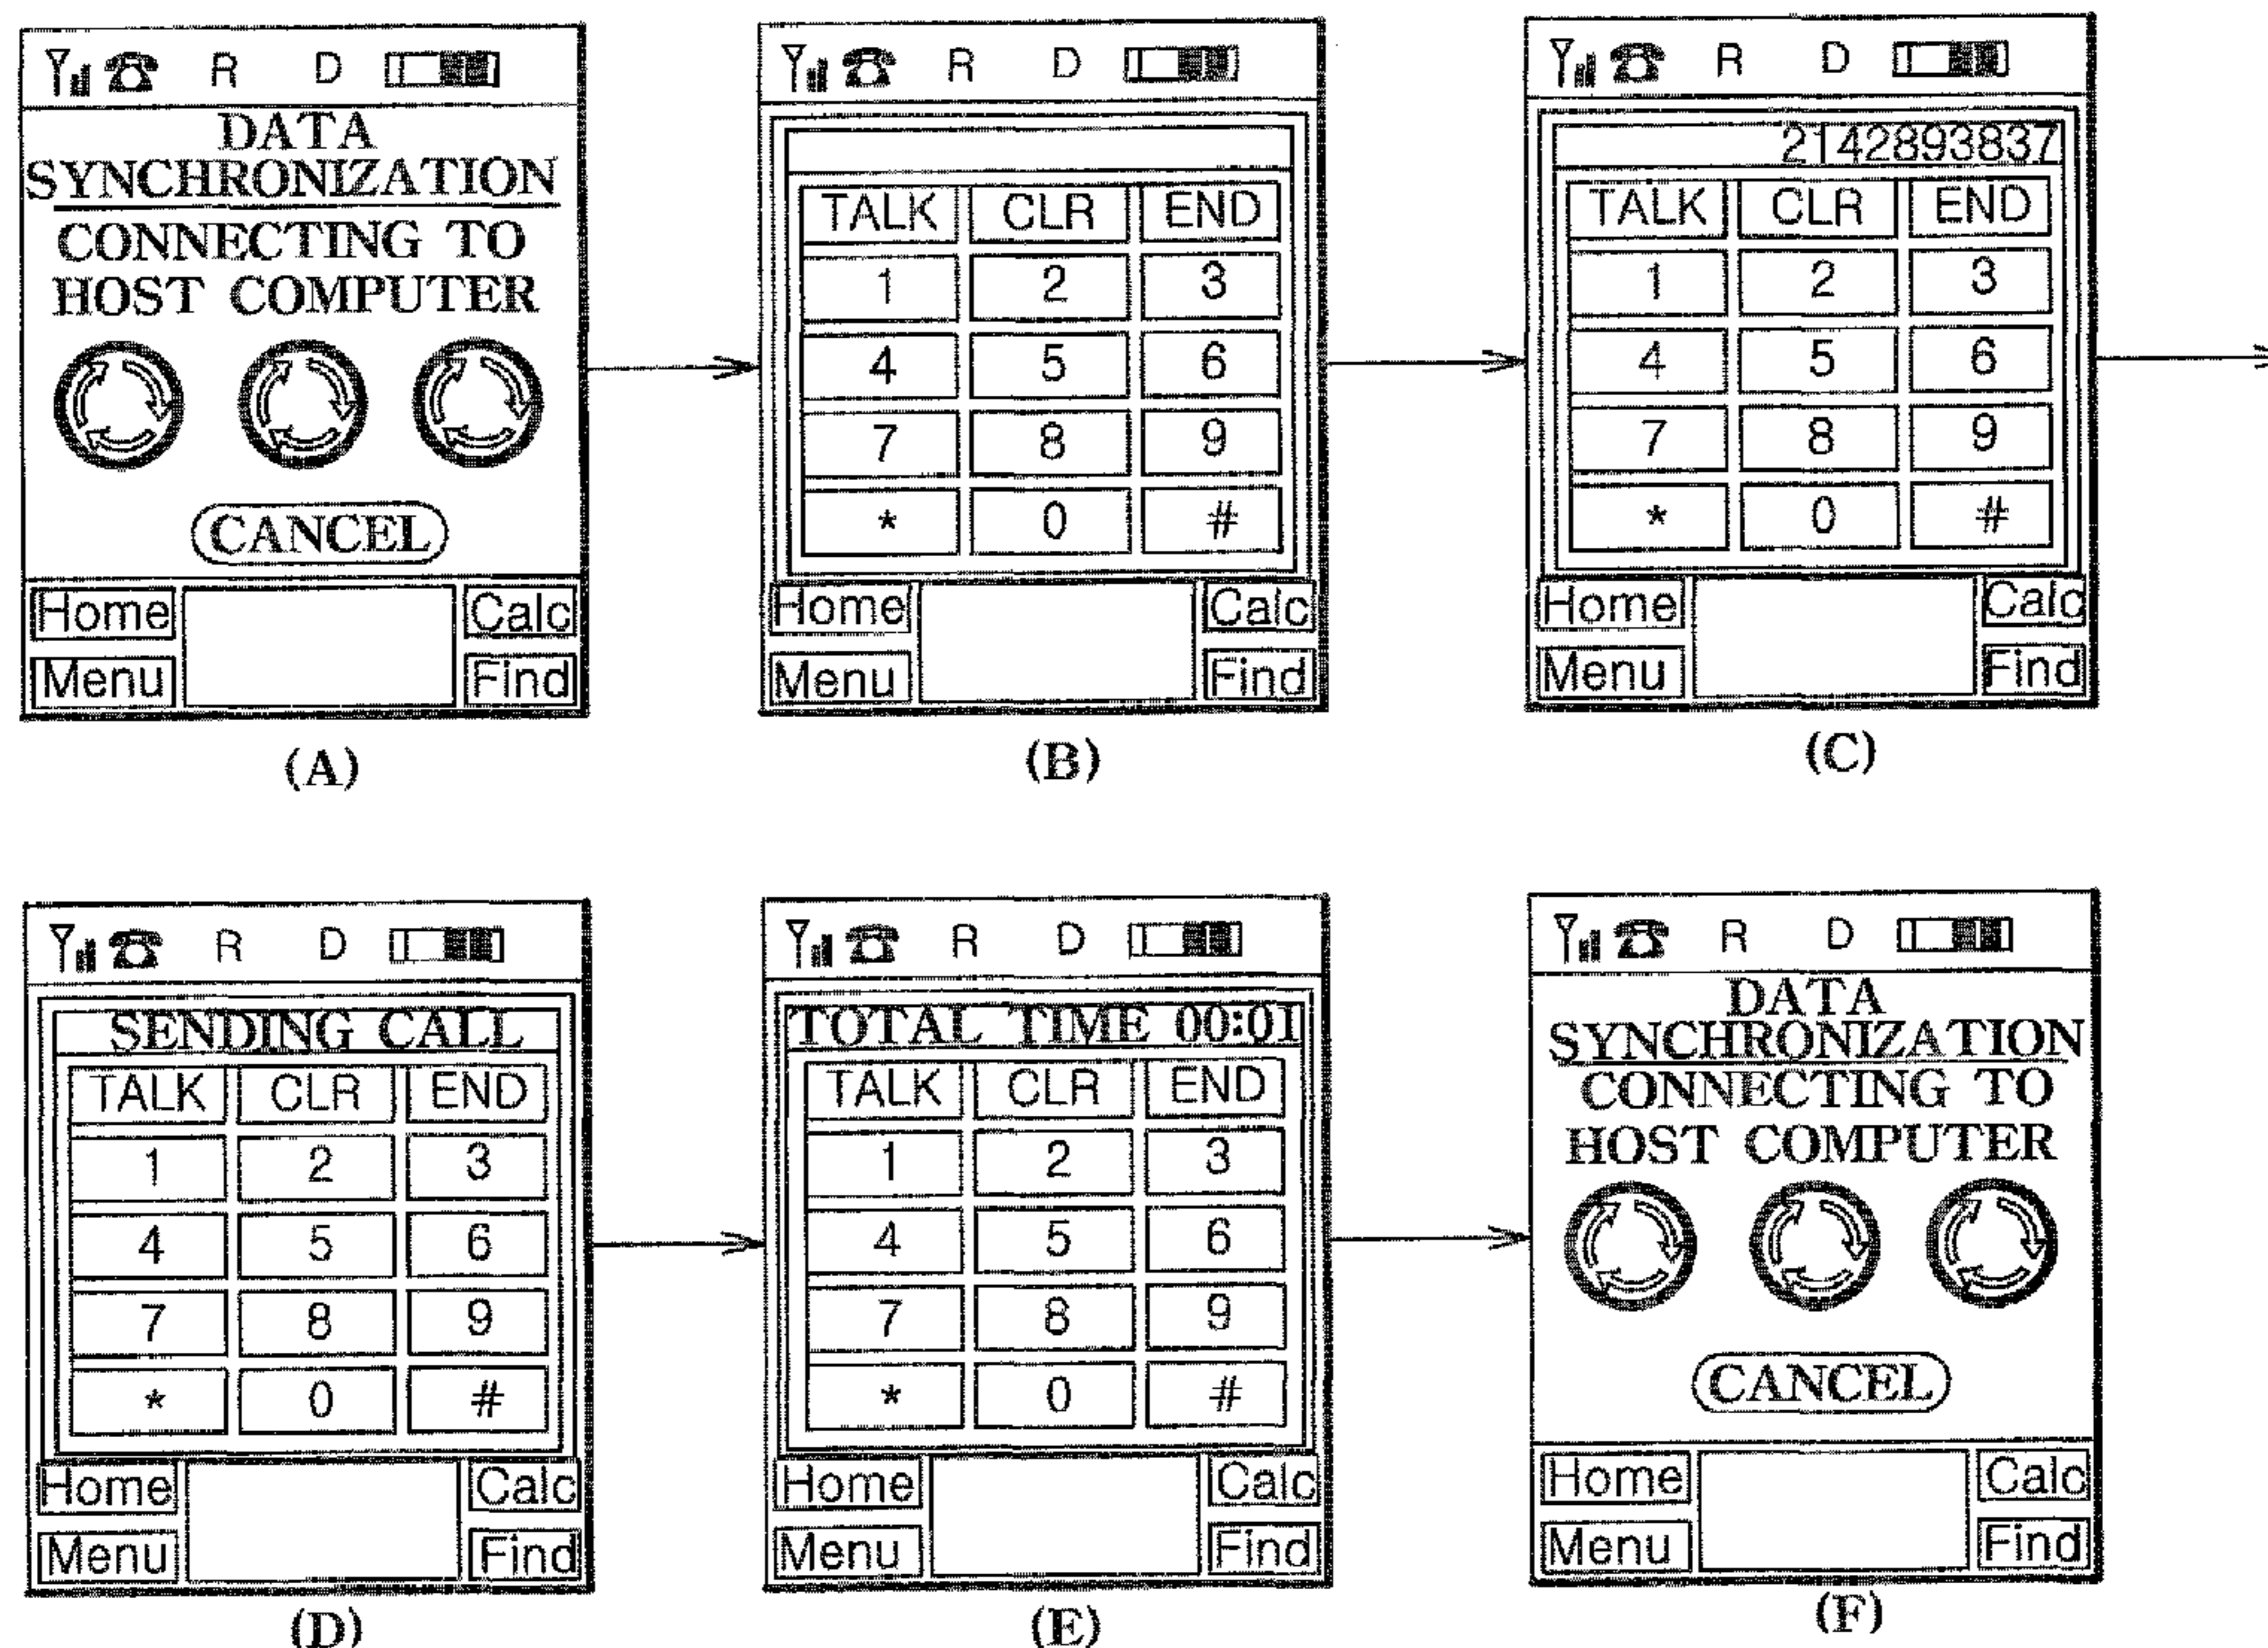 R D
DATA
SYNCHRONIZATION
CONNECTING TO
HOST COMPUTER
CANCEL
Home Calc
Menu Find
(A)
R D
TALK CLR END
1 2 3
4 5 6
7 8 9
* 0 #
Home Calc
Menu Find
(B)
R D
2142893837
TALK CLR END
1 2 3
4 5 6
7 8 9
* 0 #
Home Calc
Menu Find
(C)
R D
SENDING CALL
TALK CLR END
1 2 3
4 5 6
7 8 9
* 0 #
Home Calc
Menu Find
(D)
R D
TOTAL TIME 00:01
TALK CLR END
1 2 3
4 5 6
7 8 9
* 0 #
Home Calc
Menu Find
(E)
R D
DATA
SYNCHRONIZATION
CONNECTING TO
HOST COMPUTER
CANCEL
Home Calc
Menu Find
(F)